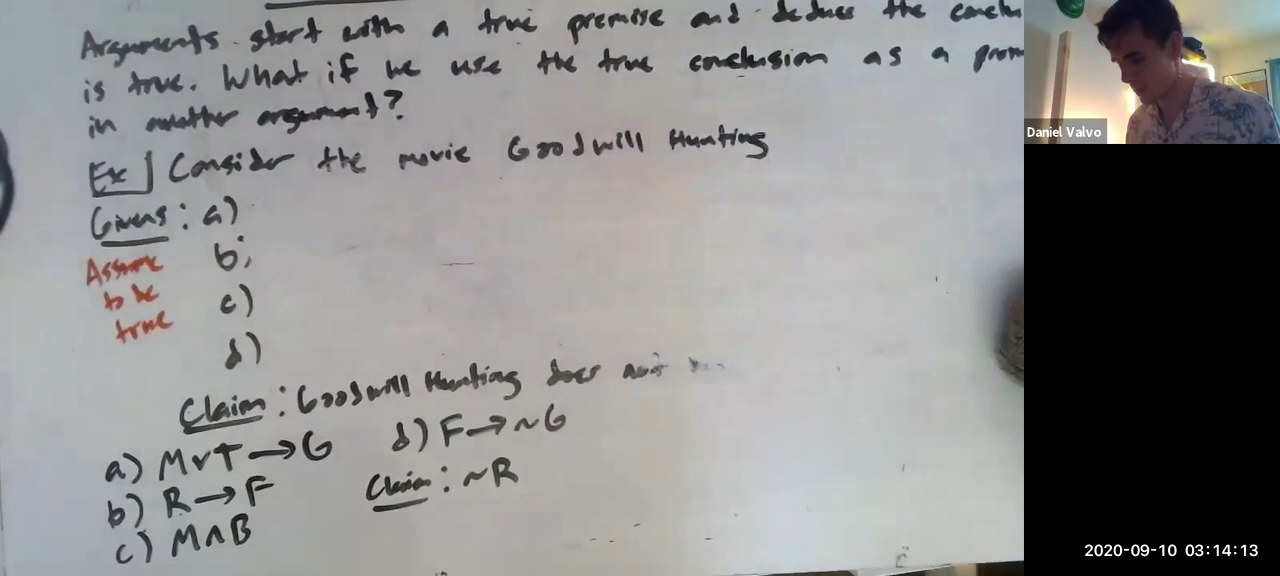 Arguments start with a true premise and deduce the
is true. What if we use the true conclusion as a
in another argument?
Ex Consider the movie Goodwill Hunting
Givens: a)
Assume b)
to be c)
true
d)
Claim: Goodwill Hunting does not
a) M∨T→G d) F→~G
b) R→F Claim: ~R
c) M∧B
Daniel Valvo
2020-09-10 03:14:13